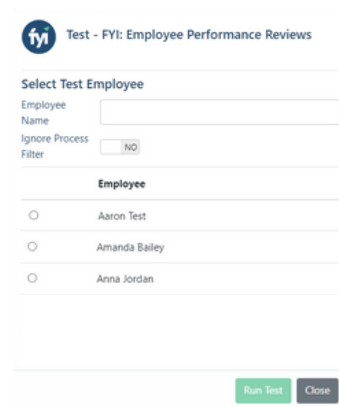 fyi
Test - FYI: Employee Performance Reviews
Select Test Employee
Employee
Name
Ignore Process
Filter
NO
Employee
Aaron Test
Amanda Bailey
Anna Jordan
Run Test
Close